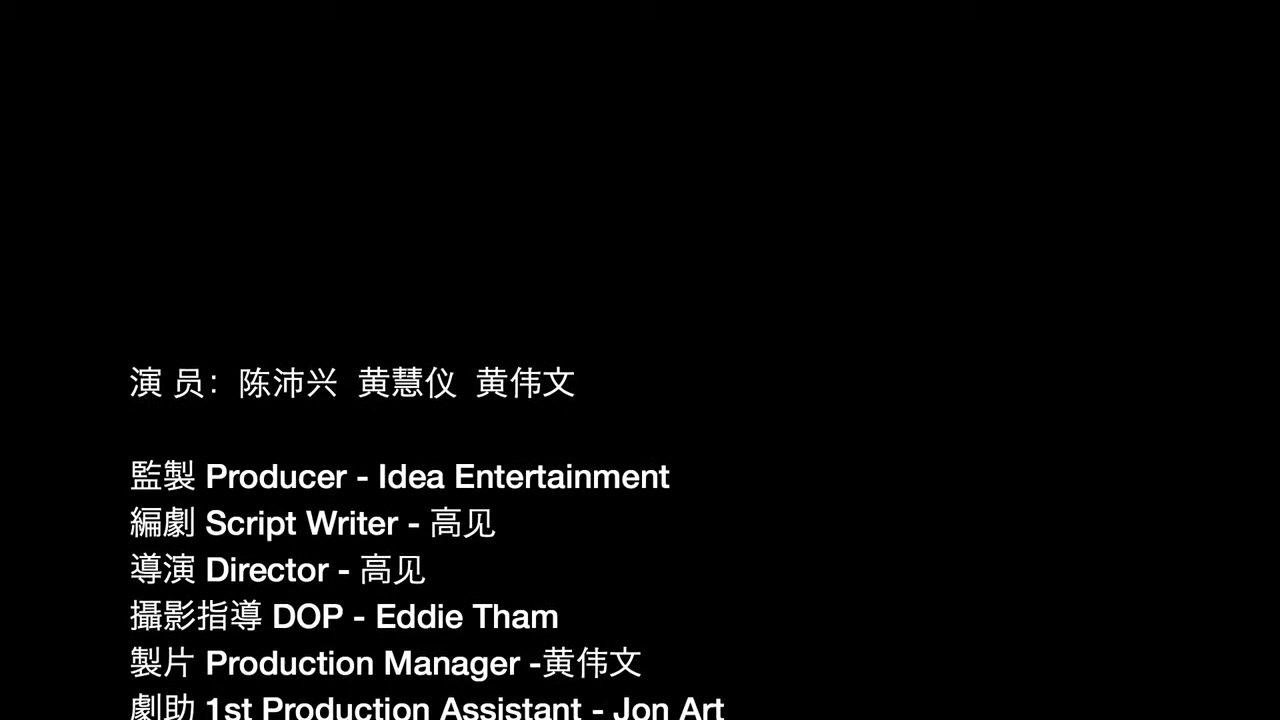 演 员：陈沛兴 黄慧仪 黄伟文
監製 Producer - Idea Entertainment
編劇 Script Writer - 高见
導演 Director - 高见
攝影指導 DOP - Eddie Tham
製片 Production Manager -黄伟文
劇助 1st Production Assistant - Jon Art